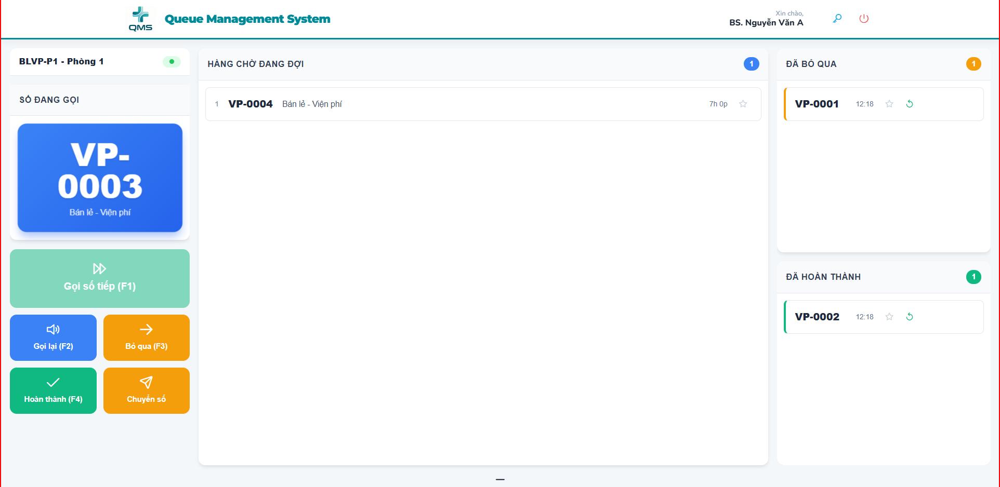 QMS
Queue Management System
Xin chào,
BS. Nguyễn Văn A
BLVP-P1 - Phòng 1
SỐ ĐANG GỌI
VP-
0003
Bán lẻ - Viện phí
Gọi số tiếp (F1)
Gọi lại (F2)
Bỏ qua (F3)
Hoàn thành (F4)
Chuyển số
HÀNG CHỜ ĐANG ĐỢI 1
1 VP-0004 Bán lẻ - Viện phí 7h 0p
ĐÃ BỎ QUA 1
VP-0001 12:18
ĐÃ HOÀN THÀNH 1
VP-0002 12:18